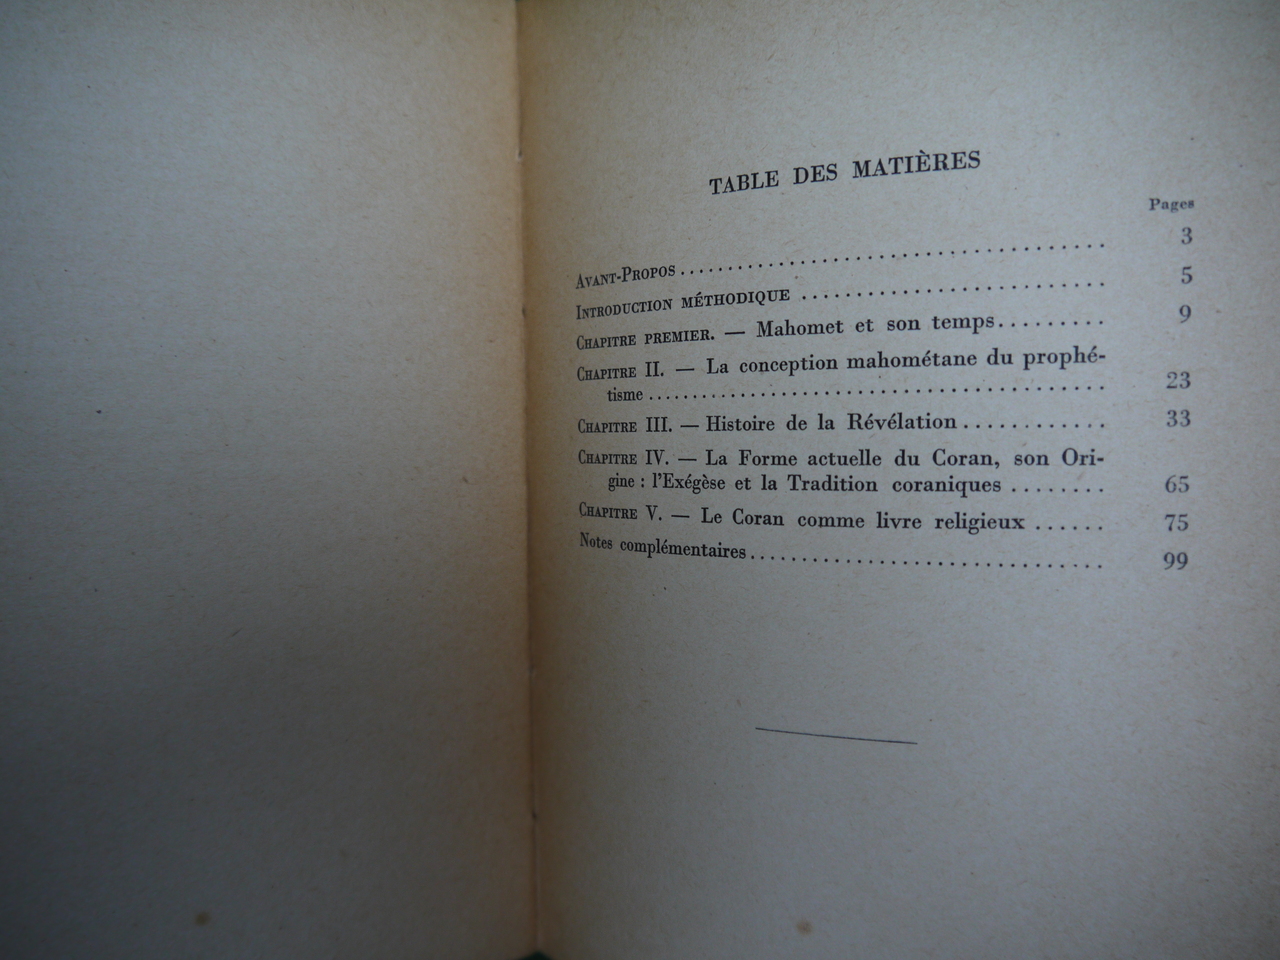 TABLE DES MATIÈRES
Pages
AVANT-PROPOS........................................ 3
INTRODUCTION MÉTHODIQUE .......................... 5
CHAPITRE PREMIER. — Mahomet et son temps......... 9
CHAPITRE II. — La conception mahométane du prophé-
tisme.......................................... 23
CHAPITRE III. — Histoire de la Révélation............ 33
CHAPITRE IV. — La Forme actuelle du Coran, son Ori-
gine : l'Exégèse et la Tradition coraniques ........ 65
CHAPITRE V. — Le Coran comme livre religieux ...... 75
Notes complémentaires............................... 99